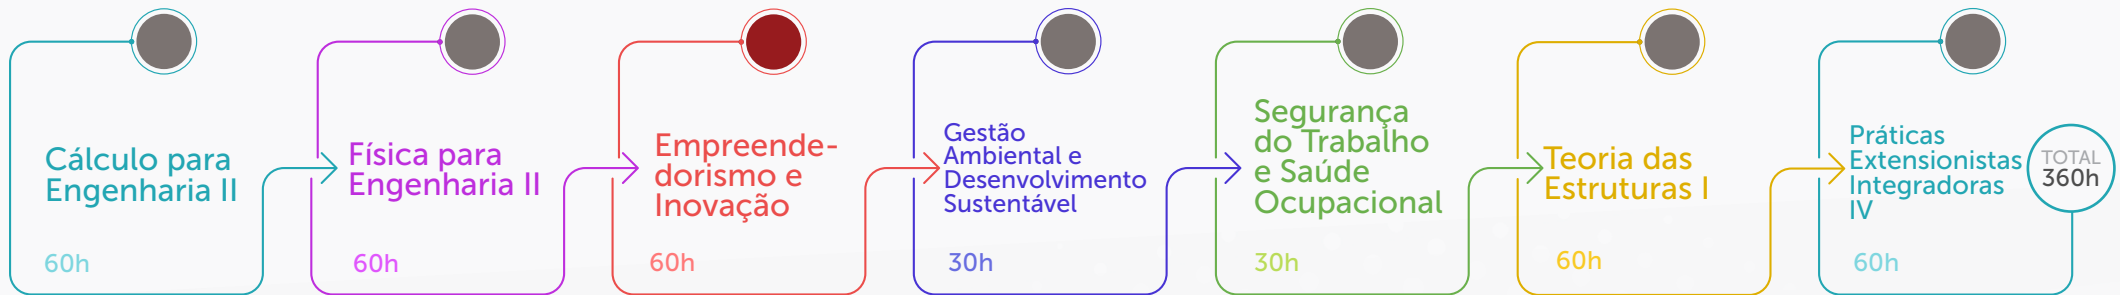 Cálculo para
Engenharia II
60h
Física para
Engenharia II
60h
Empreende-
dorismo e
Inovação
60h
Gestão
Ambiental e
Desenvolvimento
Sustentável
30h
Segurança
do Trabalho
e Saúde
Ocupacional
30h
Teoria das
Estruturas I
60h
Práticas
Extensionistas
Integradoras
IV
60h
TOTAL
360h